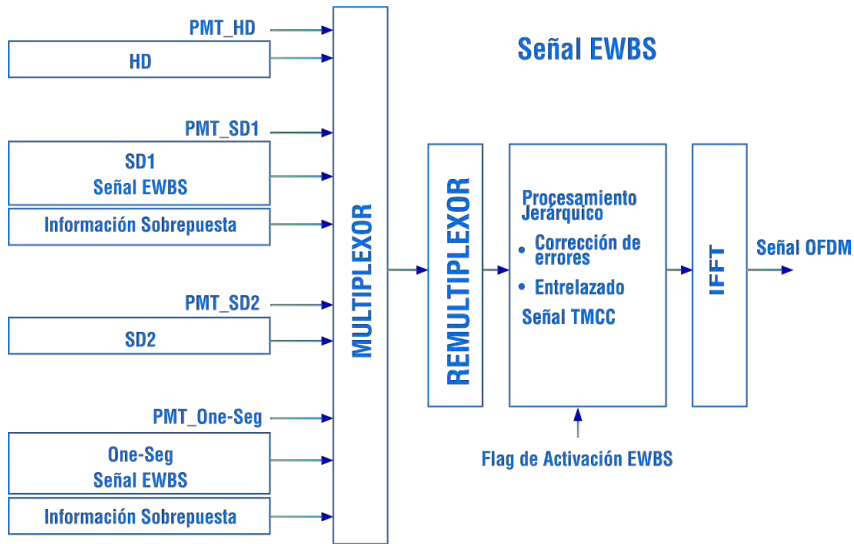 Señal EWBS
PMT_HD
HD
PMT_SD1
SD1
Señal EWBS
Información Sobrepuesta
PMT_SD2
SD2
PMT_One-Seg
One-Seg
Señal EWBS
Información Sobrepuesta
MULTIPLEXOR
REMULTIPLEXOR
Procesamiento
Jerárquico
• Corrección de
errores
• Entrelazado
Señal TMCC
Flag de Activación EWBS
IFFT
Señal OFDM